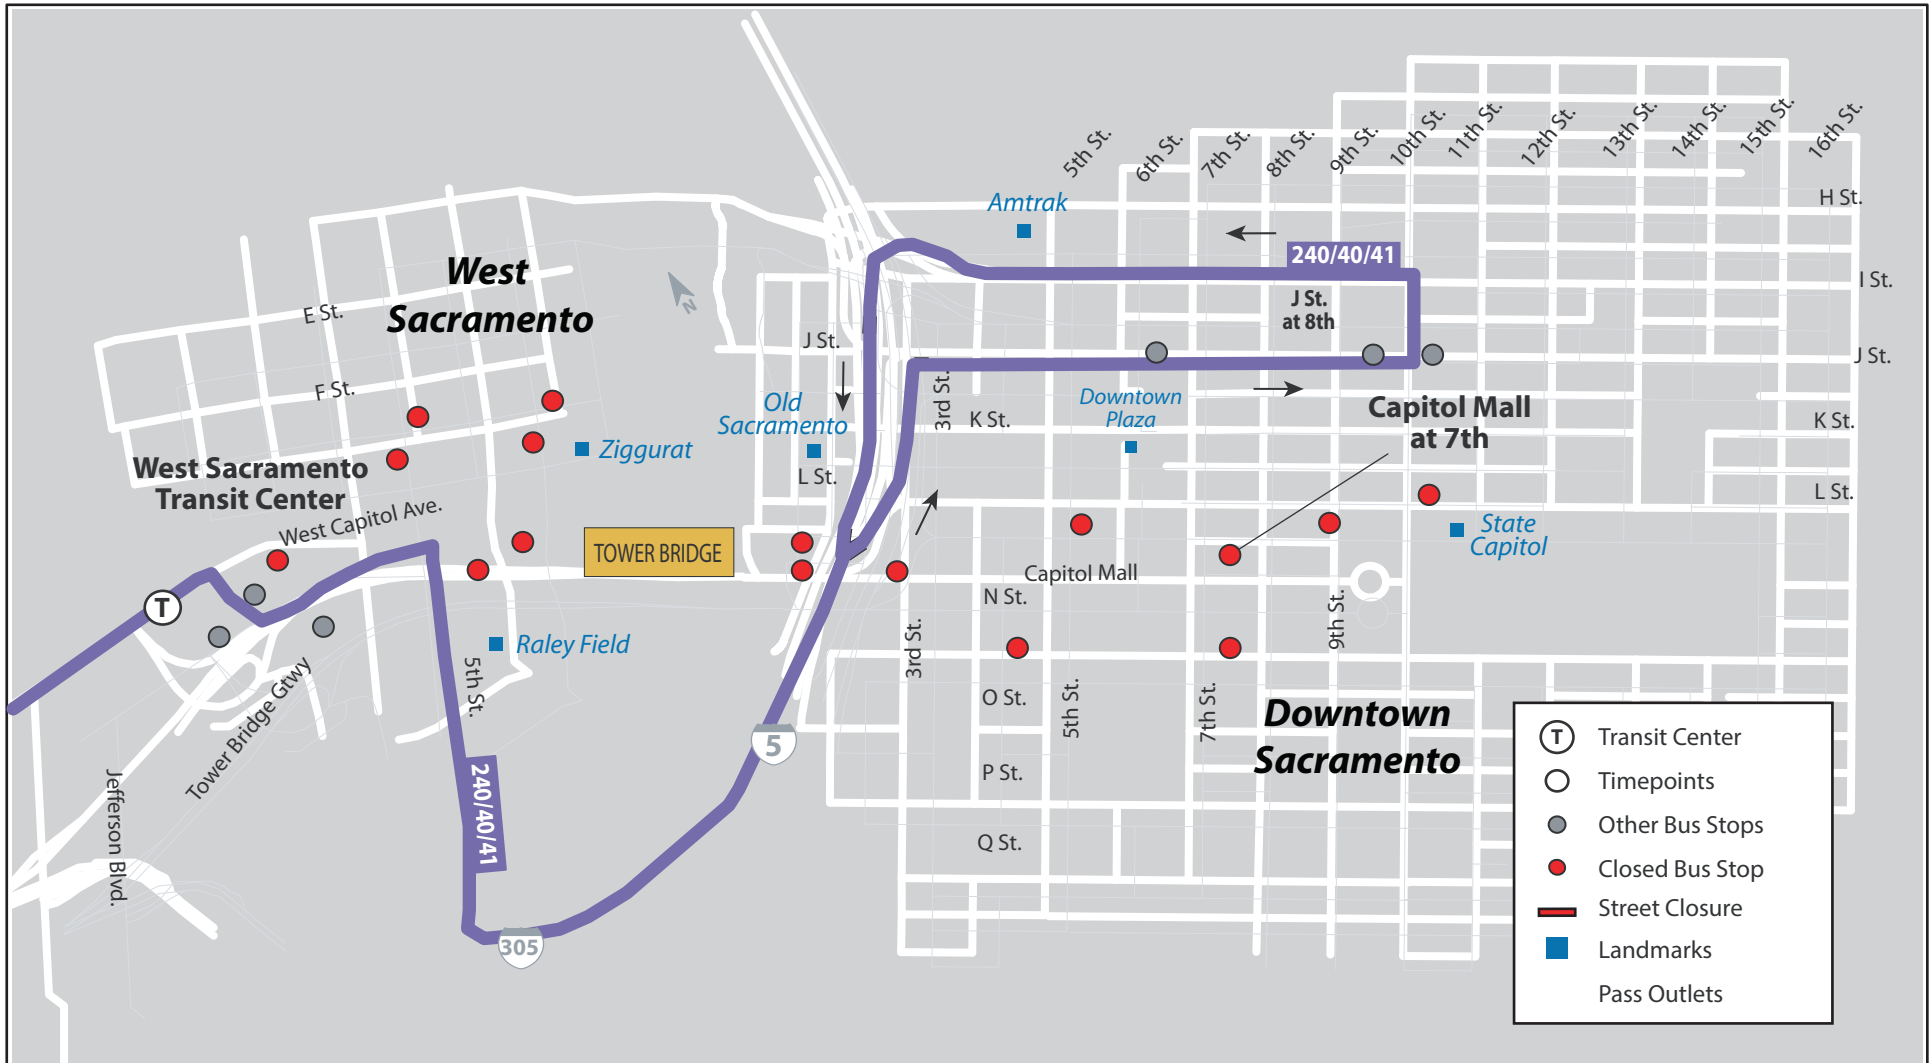 5th St.
6th St.
7th St.
8th St.
9th St.
10th St.
11th St.
12th St.
13th St.
14th St.
15th St.
16th St.
H St.
Amtrak
240/40/41
I St.
West
Sacramento
N
E St.
J St.
J St.
at 8th
J St.
F St.
3rd St.
Old
Sacramento
K St.
Downtown
Plaza
Capitol Mall
at 7th
K St.
Ziggurat
West Sacramento
Transit Center
L St.
L St.
West Capitol Ave.
State
Capitol
TOWER BRIDGE
Capitol Mall
T
N St.
9th St.
Raley Field
3rd St.
5th St.
Tower Bridge Gtwy
O St.
5th St.
7th St.
Downtown
Sacramento
5
P St.
Jefferson Blvd.
240/40/41
Q St.
305
T
Transit Center
Timepoints
Other Bus Stops
Closed Bus Stop
Street Closure
Landmarks
Pass Outlets